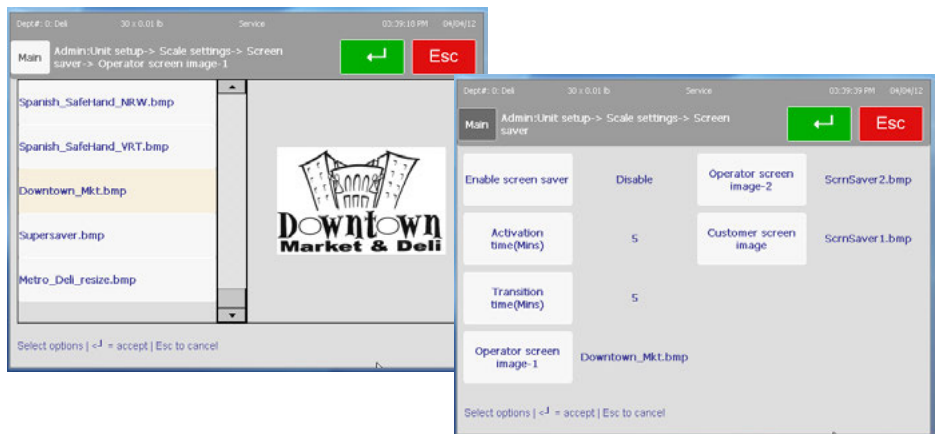 Dept#: 0: Deli 30 x 0.01 lb Service 03:39:10 PM 04/04/12
Main
Admin:Unit setup-> Scale settings-> Screen
saver-> Operator screen image-1
Esc
Spanish_SafeHand_NRW.bmp
Spanish_SafeHand_VRT.bmp
Downtown_Mkt.bmp
Supersaver.bmp
Metro_Deli_resize.bmp
Downtown
Market & Deli
Select options | <┘ = accept | Esc to cancel
Dept#: 0: Deli 30 x 0.01 lb Service 03:39:39 PM 04/04/12
Main
Admin:Unit setup-> Scale settings-> Screen
saver
Esc
Enable screen saver Disable
Operator screen
image-2
ScrnSaver2.bmp
Activation
time(Mins)
5
Customer screen
image
ScrnSaver1.bmp
Transition
time(Mins)
5
Operator screen
image-1
Downtown_Mkt.bmp
Select options | <┘ = accept | Esc to cancel